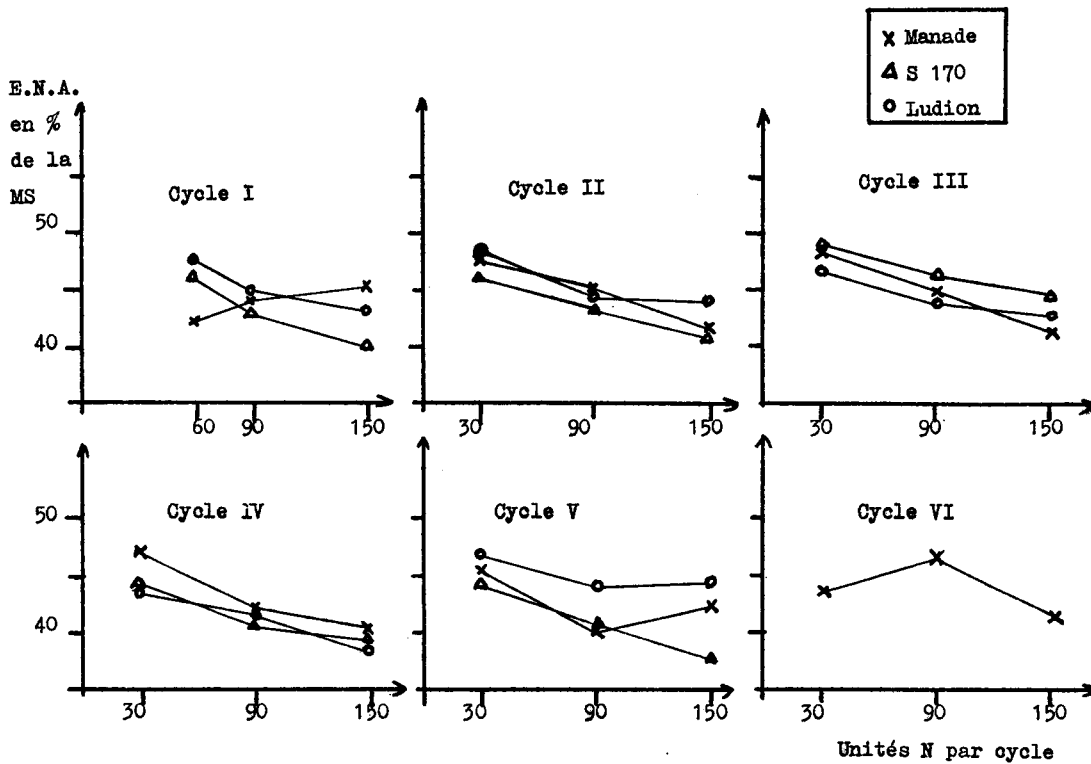 Manade
S 170
Ludion
E.N.A.
en %
de la
MS
Cycle I
Cycle II
Cycle III
50
40
60 90 150
30 90 150
30 90 150
Cycle IV
Cycle V
Cycle VI
50
40
30 90 150
30 90 150
30 90 150
Unités N par cycle